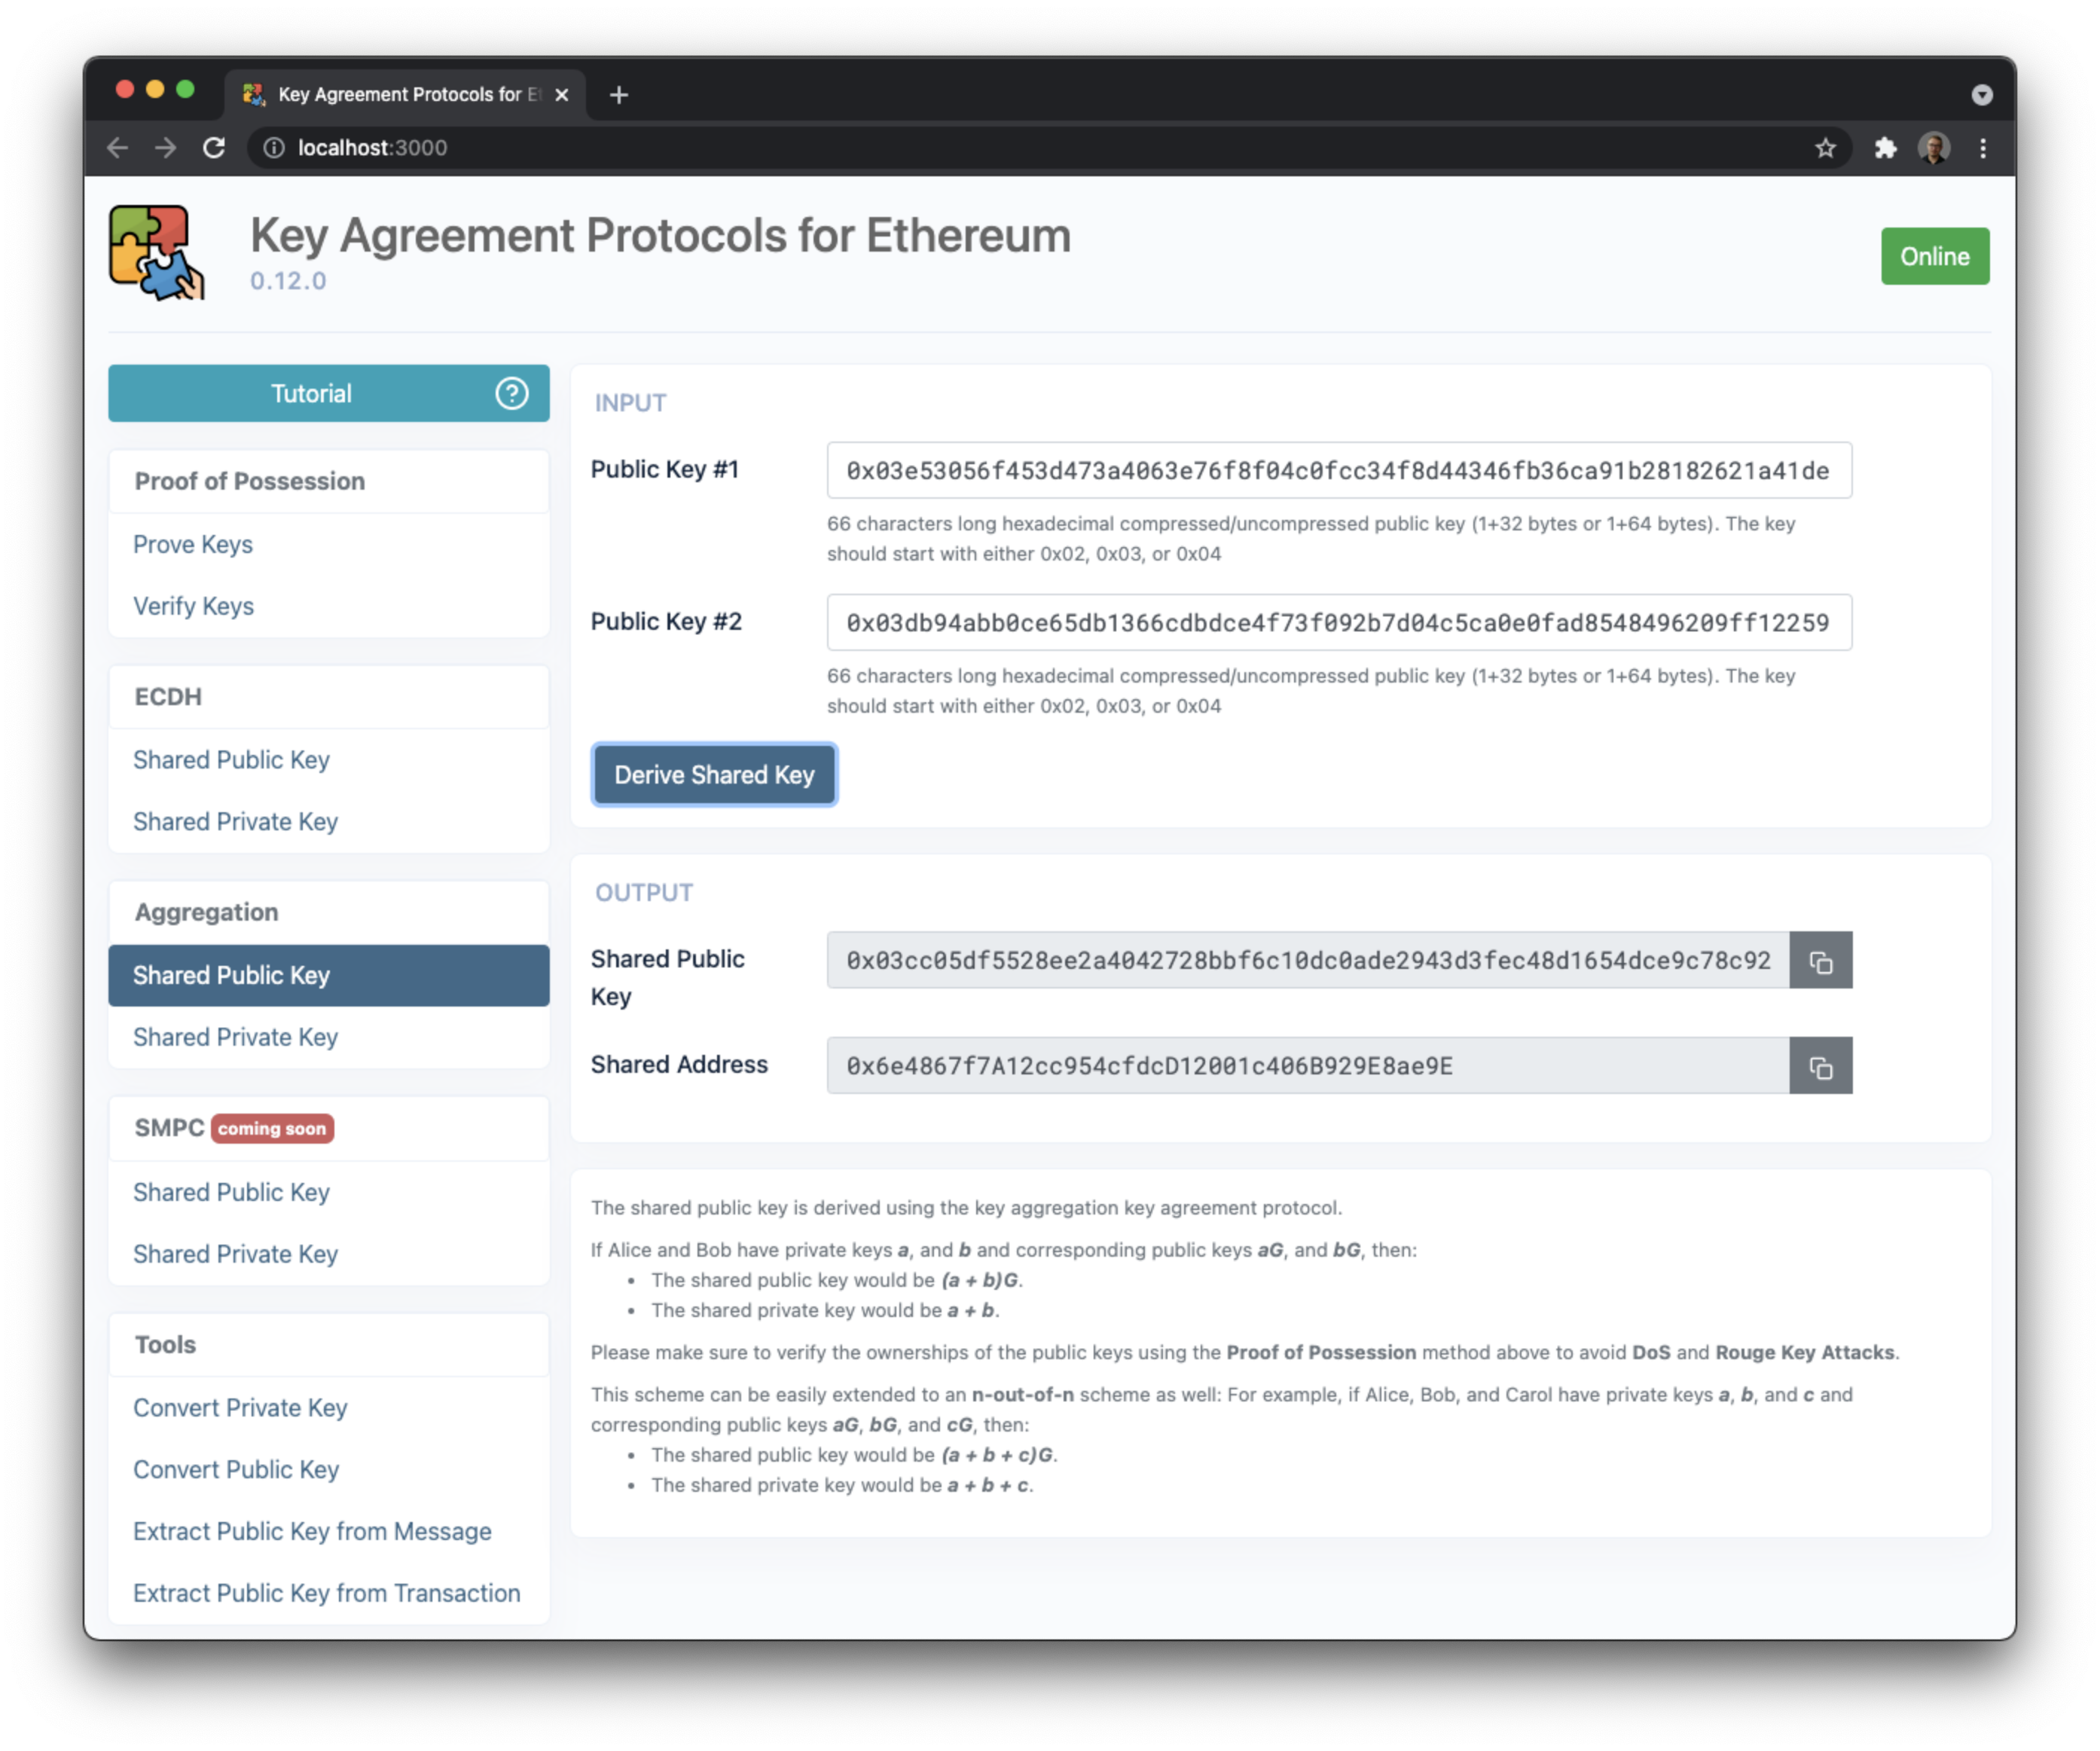 Key Agreement Protocols for Et
localhost:3000
Key Agreement Protocols for Ethereum
0.12.0
Online
Tutorial
Proof of Possession
Prove Keys
Verify Keys
ECDH
Shared Public Key
Shared Private Key
Aggregation
Shared Public Key
Shared Private Key
SMPC coming soon
Shared Public Key
Shared Private Key
Tools
Convert Private Key
Convert Public Key
Extract Public Key from Message
Extract Public Key from Transaction
INPUT
Public Key #1
0x03e53056f453d473a4063e76f8f04c0fcc34f8d44346fb36ca91b28182621a41de
66 characters long hexadecimal compressed/uncompressed public key (1+32 bytes or 1+64 bytes). The key
should start with either 0x02, 0x03, or 0x04
Public Key #2
0x03db94abb0ce65db1366cdbdce4f73f092b7d04c5ca0e0fad8548496209ff12259
66 characters long hexadecimal compressed/uncompressed public key (1+32 bytes or 1+64 bytes). The key
should start with either 0x02, 0x03, or 0x04
Derive Shared Key
OUTPUT
Shared Public
Key
0x03cc05df5528ee2a4042728bbf6c10dc0ade2943d3fec48d1654dce9c78c92
Shared Address
0x6e4867f7A12cc954cfdcD12001c406B929E8ae9E
The shared public key is derived using the key aggregation key agreement protocol.
If Alice and Bob have private keys a, and b and corresponding public keys aG, and bG, then:
• The shared public key would be (a + b)G.
• The shared private key would be a + b.
Please make sure to verify the ownerships of the public keys using the Proof of Possession method above to avoid DoS and Rouge Key Attacks.
This scheme can be easily extended to an n-out-of-n scheme as well: For example, if Alice, Bob, and Carol have private keys a, b, and c and
corresponding public keys aG, bG, and cG, then:
• The shared public key would be (a + b + c)G.
• The shared private key would be a + b + c.